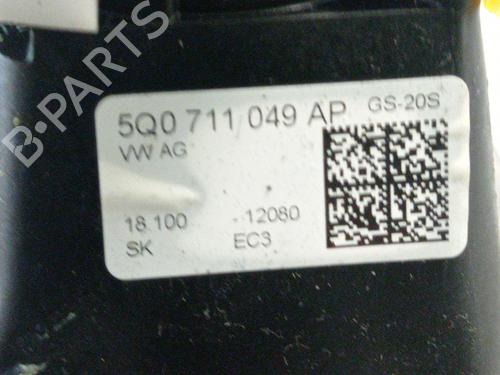 B-PARTS
5Q0 711 049 AP GS-20S
VW AG
18 100 - 12080
SK EC3